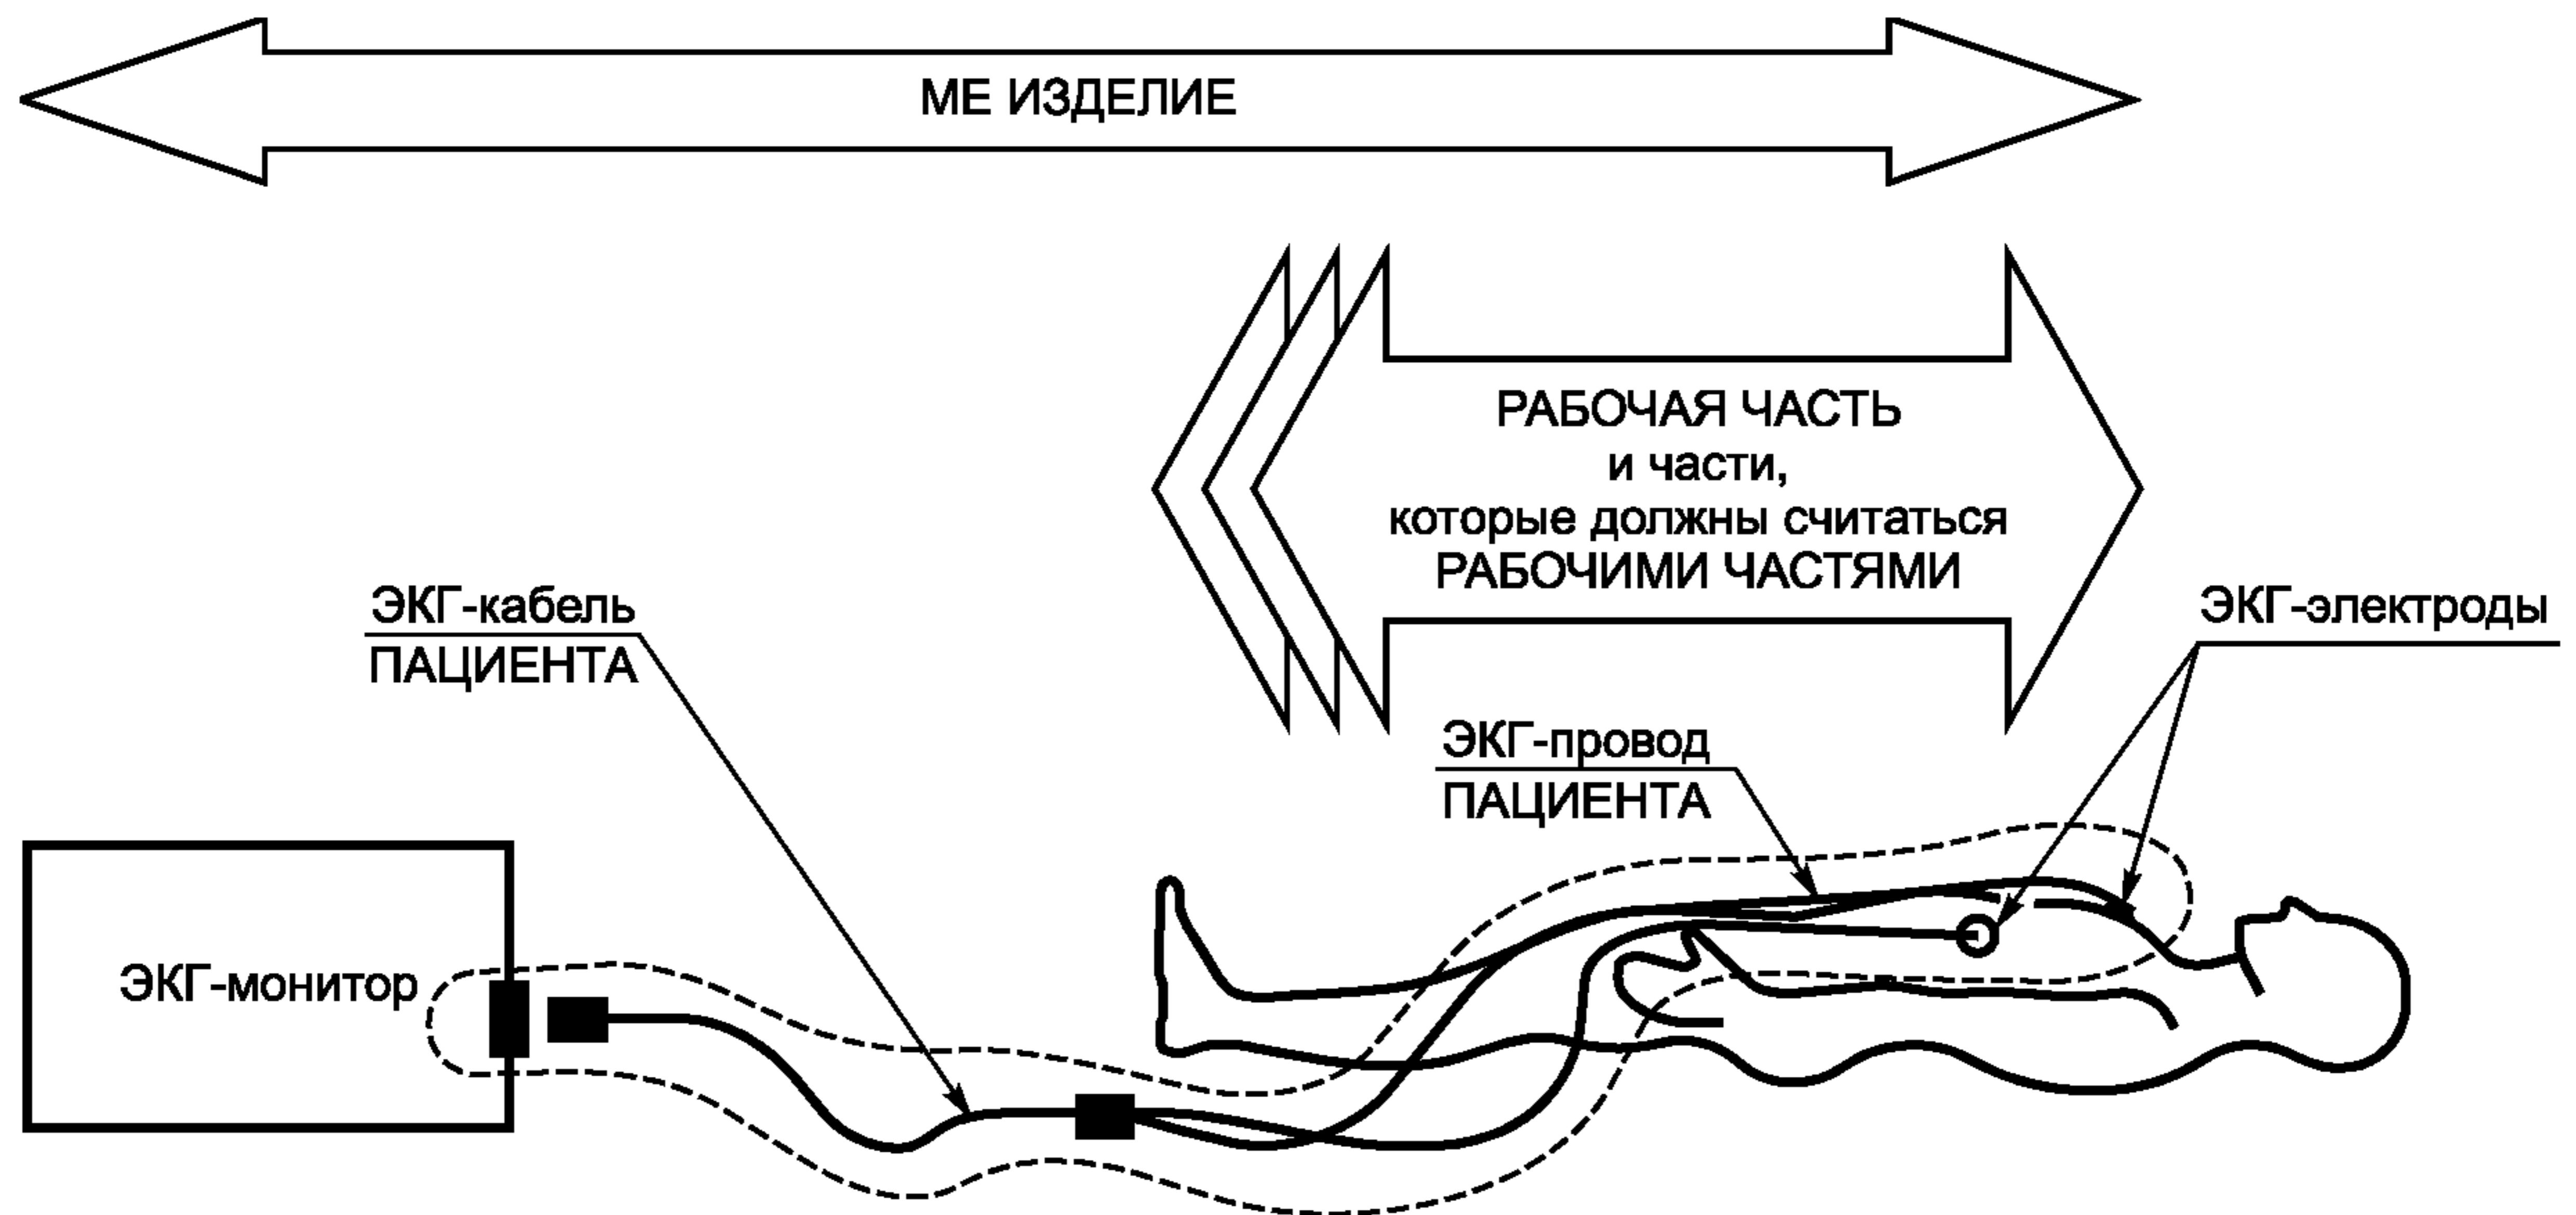 МЕ ИЗДЕЛИЕ
РАБОЧАЯ ЧАСТЬ
и части,
которые должны считаться
РАБОЧИМИ ЧАСТЯМИ
ЭКГ-кабель
ПАЦИЕНТА
ЭКГ-электроды
ЭКГ-провод
ПАЦИЕНТА
ЭКГ-монитор